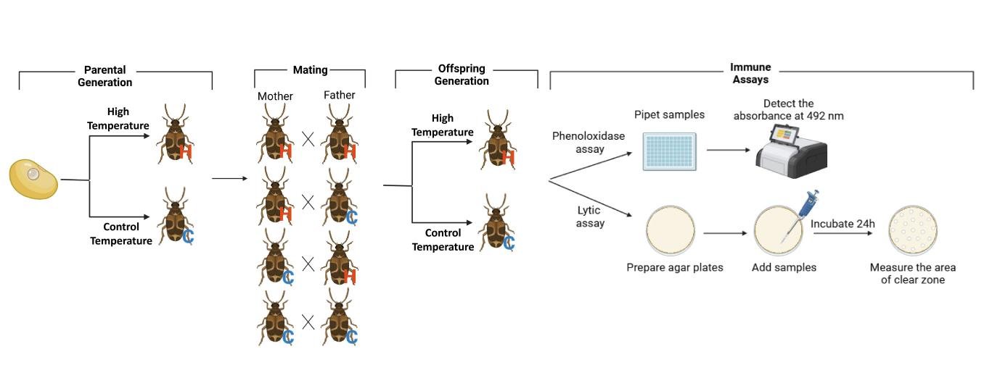 Parental
Generation
High
Temperature
H
Control
Temperature
C
Mating
Mother
Father
H
H
H
C
C
H
C
C
Offspring
Generation
High
Temperature
H
Control
Temperature
C
Immune
Assays
Phenoloxidase
assay
Pipet samples
Detect the
absorbance at 492 nm
Lytic
assay
Prepare agar plates
Add samples
Incubate 24h
Measure the area
of clear zone